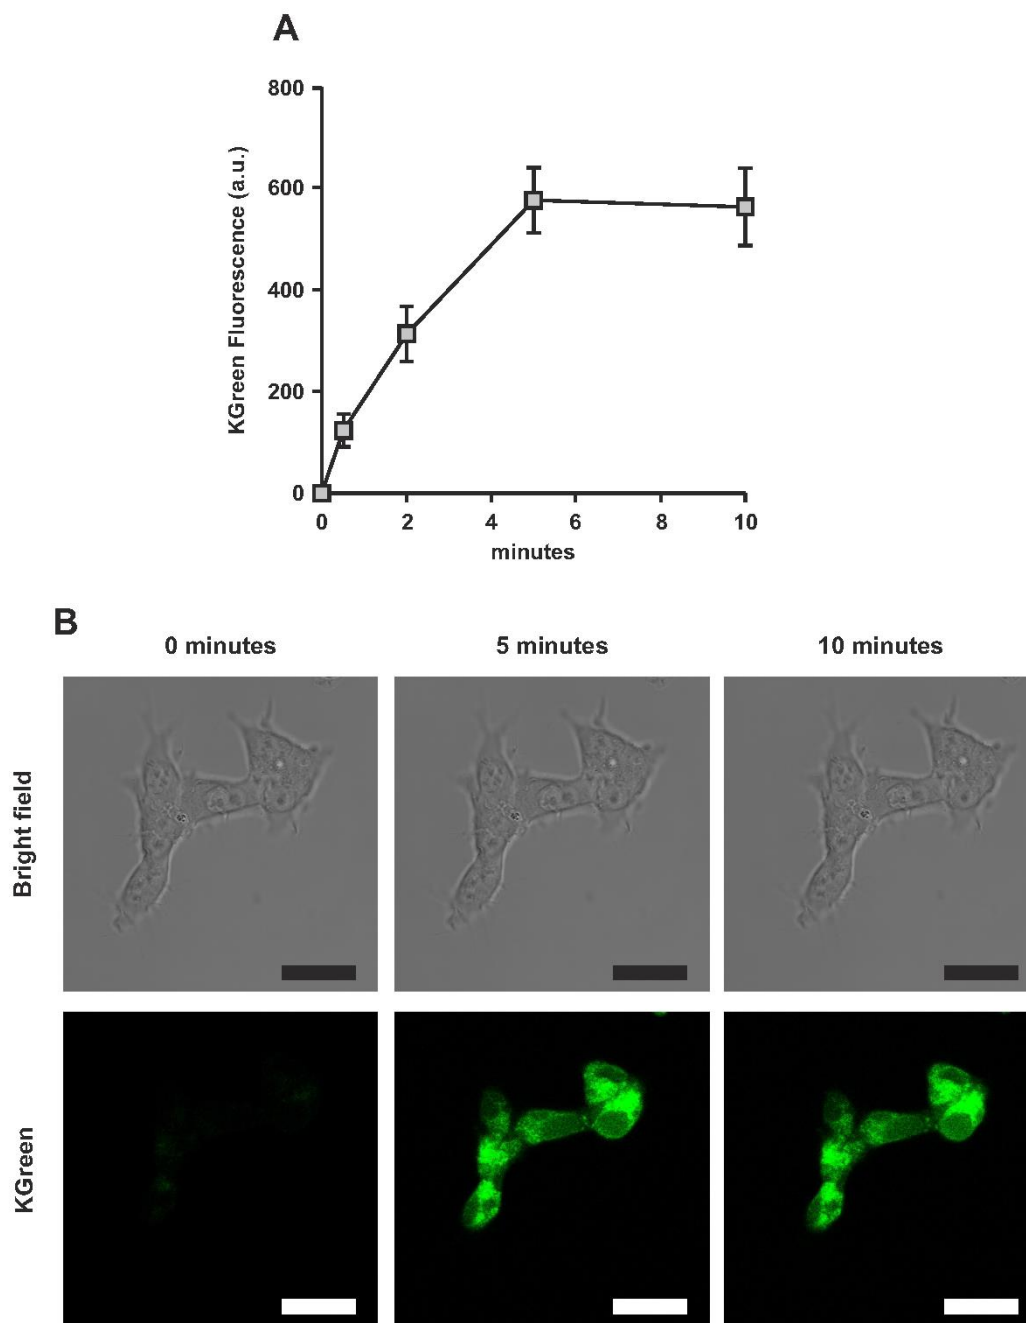 A
800
600
400
200
0
KGreen Fluorescence (a.u.)
0 2 4 6 8 10
minutes
B
0 minutes 5 minutes 10 minutes
Bright field
KGreen